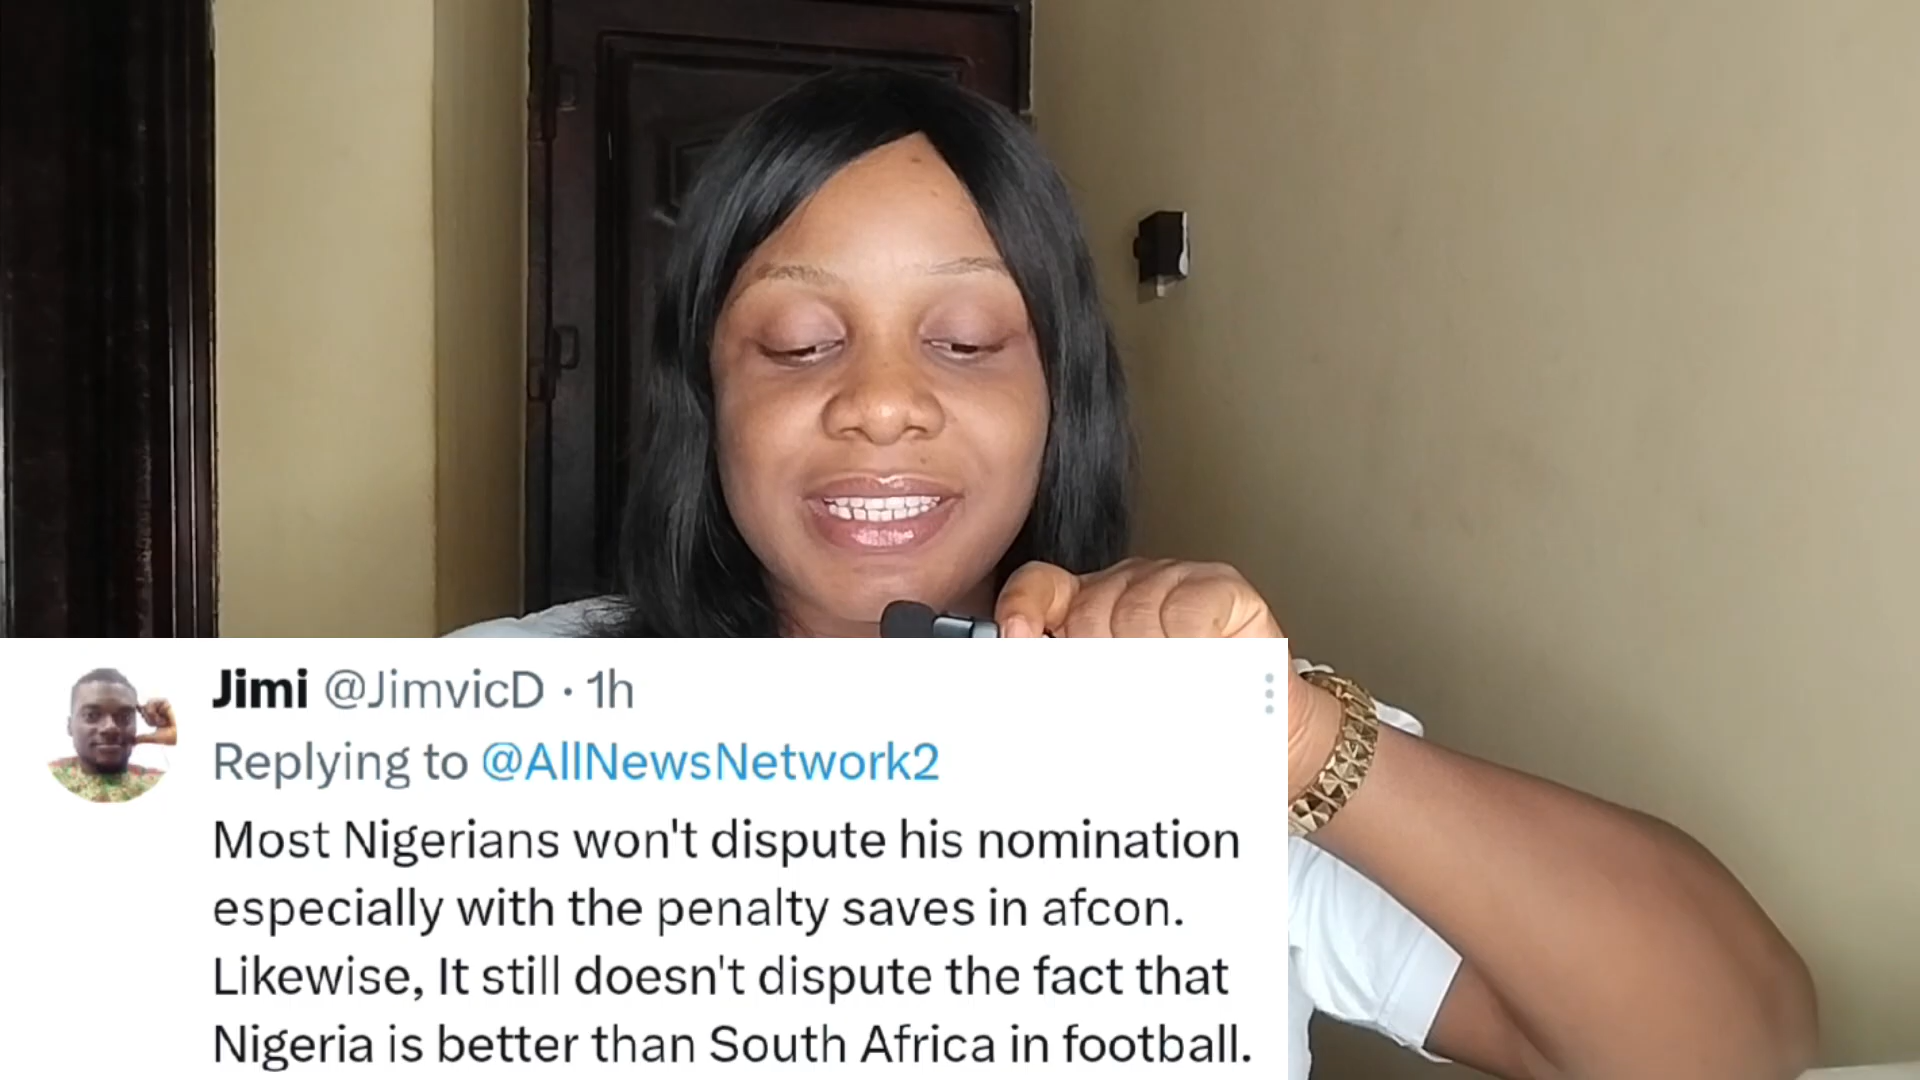 Jimi @JimvicD · 1h
Replying to @AllNewsNetwork2
Most Nigerians won't dispute his nomination
especially with the penalty saves in afcon.
Likewise, It still doesn't dispute the fact that
Nigeria is better than South Africa in football.